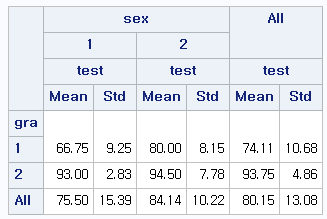 sex All
1 2
test test test
Mean Std Mean Std Mean Std
gra
1 66.75 9.25 80.00 8.15 74.11 10.68
2 93.00 2.83 94.50 7.78 93.75 4.86
All 75.50 15.39 84.14 10.22 80.15 13.08